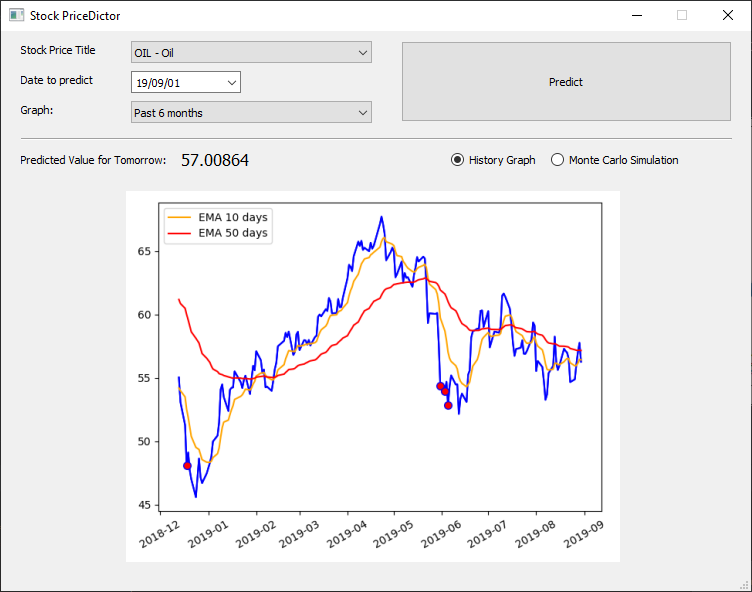 Stock PriceDictor
Stock Price Title
OIL - Oil
Predict
Date to predict
19/09/01
Graph:
Past 6 months
Predicted Value for Tomorrow: 57.00864
History Graph
Monte Carlo Simulation
EMA 10 days
EMA 50 days
65
60
55
50
45
2018-12
2019-01
2019-02
2019-03
2019-04
2019-05
2019-06
2019-07
2019-08
2019-09